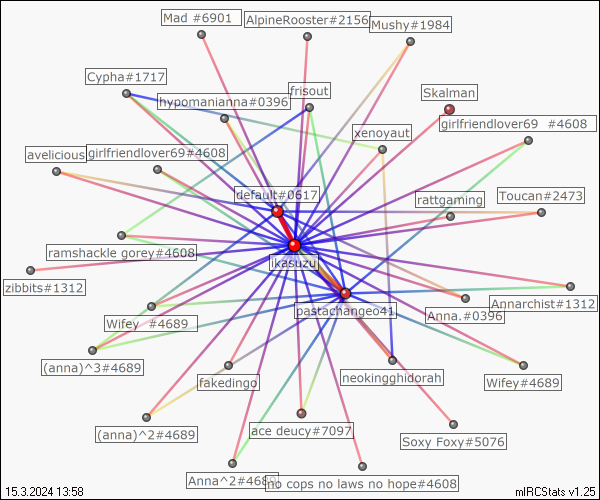 Mad #6901
AlpineRooster#2156
Mushy#1984
Cypha#1717
frisout
Skalman
hypomanianna#0396
girlfriendlover69 #4608
xenoyaut
avelicious
girlfriendlover69#4608
default#0617
rattgaming
Toucan#2473
ramshackle gorey#4608
ikasuzu
zibbits#1312
Annarchist#1312
Wifey #4689
pastachangeo41
Anna.#0396
(anna)^3#4689
fakedingo
neokingghidorah
Wifey#4689
(anna)^2#4689
ace deucy#7097
Soxy Foxy#5076
Anna^2#4689
no cops no laws no hope#4608
15.3.2024 13:58
mIRCStats v1.25